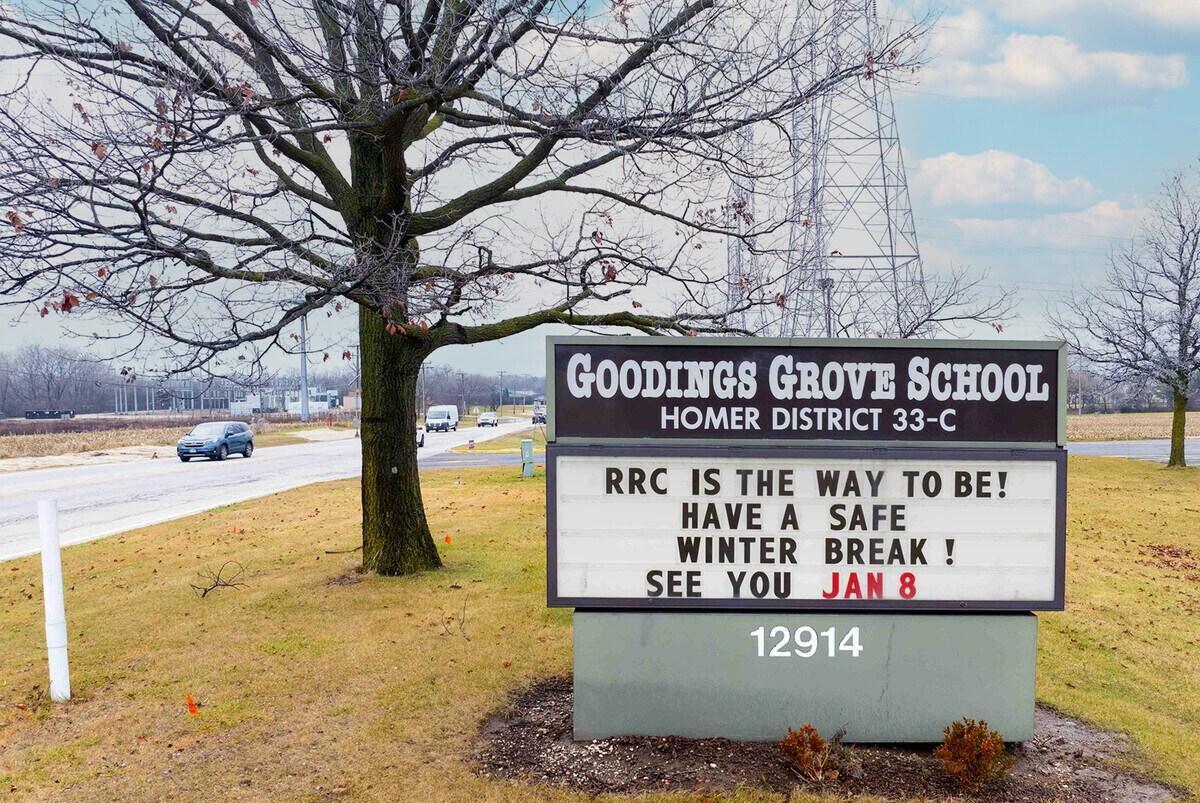 GOODINGS GROVE SCHOOL
HOMER DISTRICT 33-C
RRC IS THE WAY TO BE!
HAVE A SAFE
WINTER BREAK !
SEE YOU JAN 8
12914